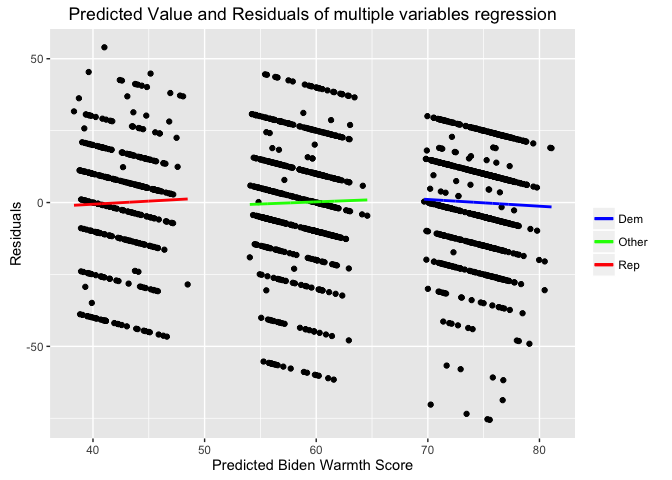 Predicted Value and Residuals of multiple variables regression
50
0
-50
Residuals
40
50
60
70
80
Predicted Biden Warmth Score
Dem
Other
Rep